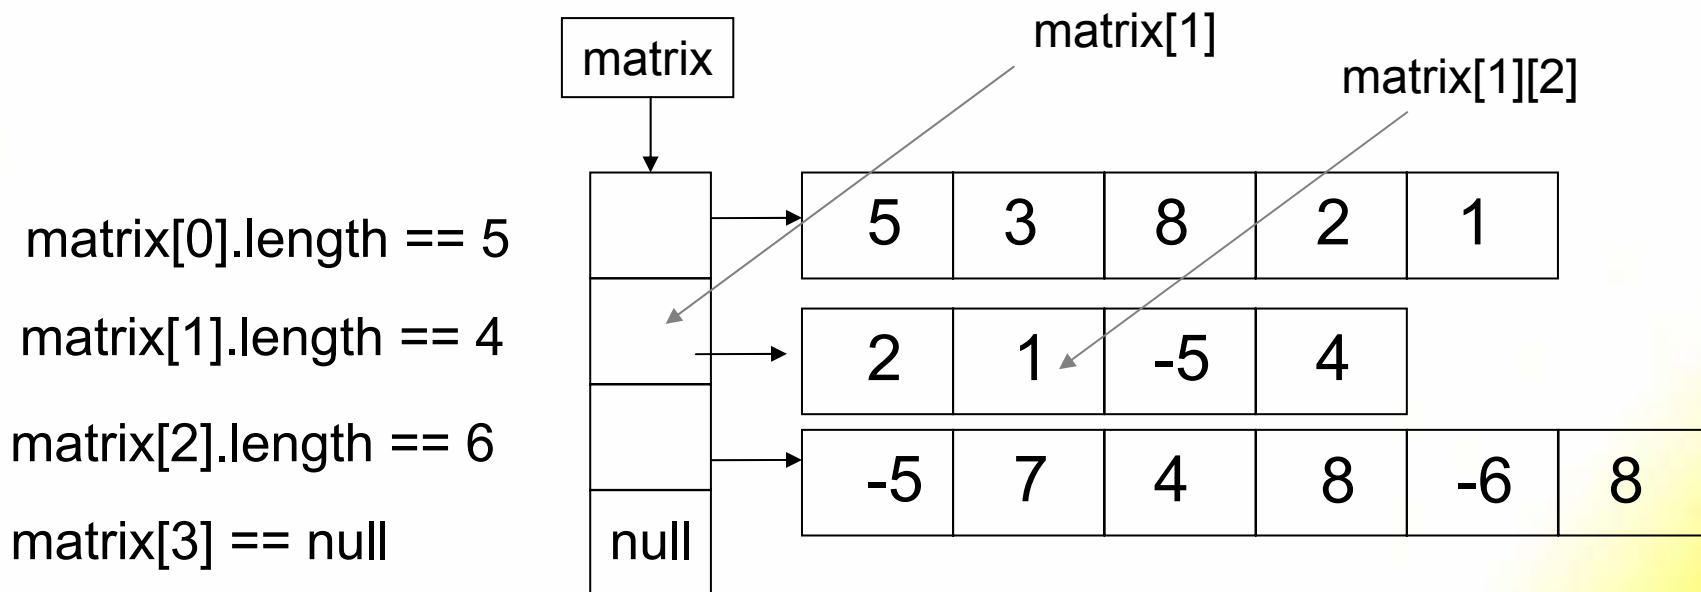 matrix
matrix[1]
matrix[1][2]
matrix[0].length == 5
5 3 8 2 1
matrix[1].length == 4
2 1 -5 4
matrix[2].length == 6
-5 7 4 8 -6 8
matrix[3] == null
null